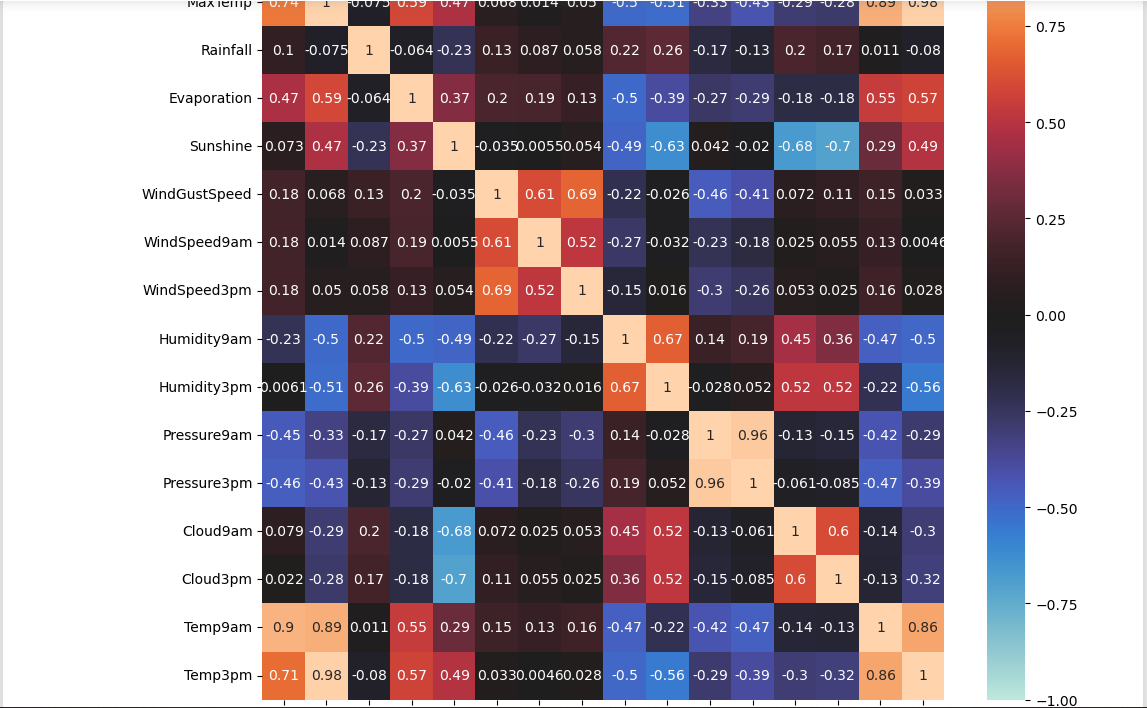 MaxTemp 0.74 1 -0.075 0.59 0.47 0.068 0.014 0.05 -0.5 -0.51 -0.33 -0.43 -0.29 -0.28 0.89 0.98
0.75
Rainfall 0.1 -0.075 1 -0.064 -0.23 0.13 0.087 0.058 0.22 0.26 -0.17 -0.13 0.2 0.17 0.011 -0.08
Evaporation 0.47 0.59 -0.064 1 0.37 0.2 0.19 0.13 -0.5 -0.39 -0.27 -0.29 -0.18 -0.18 0.55 0.57
0.50
Sunshine 0.073 0.47 -0.23 0.37 1 -0.035 0.0055 0.054 -0.49 -0.63 0.042 -0.02 -0.68 -0.7 0.29 0.49
WindGustSpeed 0.18 0.068 0.13 0.2 -0.035 1 0.61 0.69 -0.22 -0.026 -0.46 -0.41 0.072 0.11 0.15 0.033
0.25
WindSpeed9am 0.18 0.014 0.087 0.19 0.0055 0.61 1 0.52 -0.27 -0.032 -0.23 -0.18 0.025 0.055 0.13 0.0046
WindSpeed3pm 0.18 0.05 0.058 0.13 0.054 0.69 0.52 1 -0.15 0.016 -0.3 -0.26 0.053 0.025 0.16 0.028
0.00
Humidity9am -0.23 -0.5 0.22 -0.5 -0.49 -0.22 -0.27 -0.15 1 0.67 0.14 0.19 0.45 0.36 -0.47 -0.5
Humidity3pm 0.0061 -0.51 0.26 -0.39 -0.63 -0.026 -0.032 0.016 0.67 1 -0.028 0.052 0.52 0.52 -0.22 -0.56
−0.25
Pressure9am -0.45 -0.33 -0.17 -0.27 0.042 -0.46 -0.23 -0.3 0.14 -0.028 1 0.96 -0.13 -0.15 -0.42 -0.29
Pressure3pm -0.46 -0.43 -0.13 -0.29 -0.02 -0.41 -0.18 -0.26 0.19 0.052 0.96 1 -0.061 -0.085 -0.47 -0.39
−0.50
Cloud9am 0.079 -0.29 0.2 -0.18 -0.68 0.072 0.025 0.053 0.45 0.52 -0.13 -0.061 1 0.6 -0.14 -0.3
Cloud3pm 0.022 -0.28 0.17 -0.18 -0.7 0.11 0.055 0.025 0.36 0.52 -0.15 -0.085 0.6 1 -0.13 -0.32
−0.75
Temp9am 0.9 0.89 0.011 0.55 0.29 0.15 0.13 0.16 -0.47 -0.22 -0.42 -0.47 -0.14 -0.13 1 0.86
Temp3pm 0.71 0.98 -0.08 0.57 0.49 0.033 0.0046 0.028 -0.5 -0.56 -0.29 -0.39 -0.3 -0.32 0.86 1
−1.00